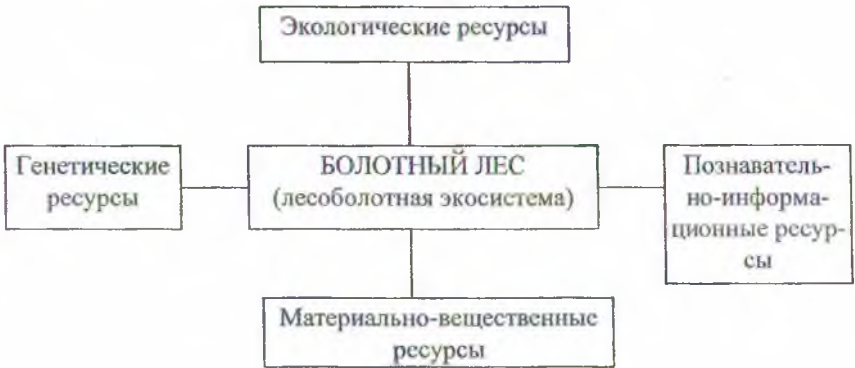 Экологические ресурсы
Генетические
ресурсы
БОЛОТНЫЙ ЛЕС
(лесоболотная экосистема)
Познаватель-
но-информа-
ционные ресур-
сы
Материально-вещественные
ресурсы